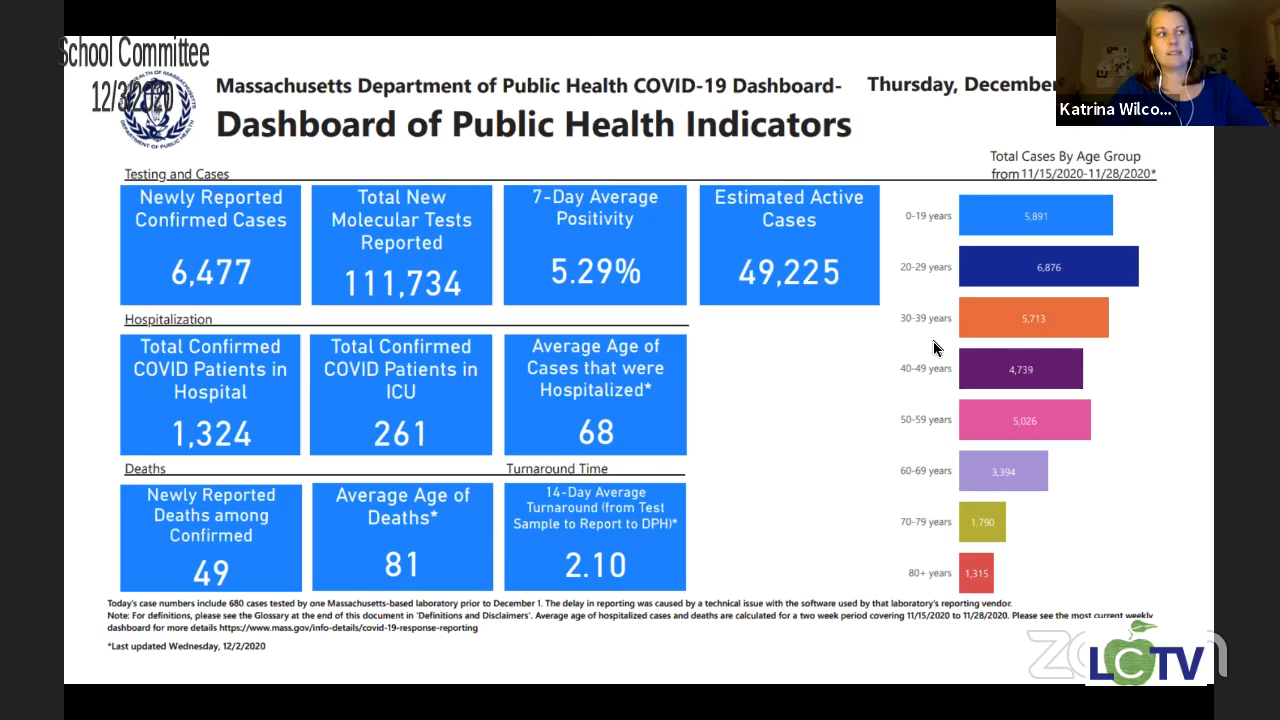 School Committee
12/3/2020
Massachusetts Department of Public Health COVID-19 Dashboard-
Thursday, December
Dashboard of Public Health Indicators
Katrina Wilco...
Testing and Cases
Newly Reported
Confirmed Cases
6,477
Total New
Molecular Tests
Reported
111,734
7-Day Average
Positivity
5.29%
Estimated Active
Cases
49,225
Hospitalization
Total Confirmed
COVID Patients in
Hospital
1,324
Total Confirmed
COVID Patients in
ICU
261
Average Age of
Cases that were
Hospitalized*
68
Deaths
Newly Reported
Deaths among
Confirmed
49
Average Age of
Deaths*
81
Turnaround Time
14-Day Average
Turnaround (from Test
Sample to Report to DPH)*
2.10
Total Cases By Age Group
from 11/15/2020-11/28/2020*
0-19 years 5,891
20-29 years 6,876
30-39 years 5,713
40-49 years 4,739
50-59 years 5,026
60-69 years 3,394
70-79 years 1,790
80+ years 1,315
Today's case numbers include 680 cases tested by one Massachusetts-based laboratory prior to December 1. The delay in reporting was caused by a technical issue with the software used by that laboratory's reporting vendor.
Note: For definitions, please see the Glossary at the end of this document in 'Definitions and Disclaimers'. Average age of hospitalized cases and deaths are calculated for a two week period covering 11/15/2020 to 11/28/2020. Please see the most current weekly
dashboard for more details https://www.mass.gov/info-details/covid-19-response-reporting
*Last updated Wednesday, 12/2/2020
LCTV